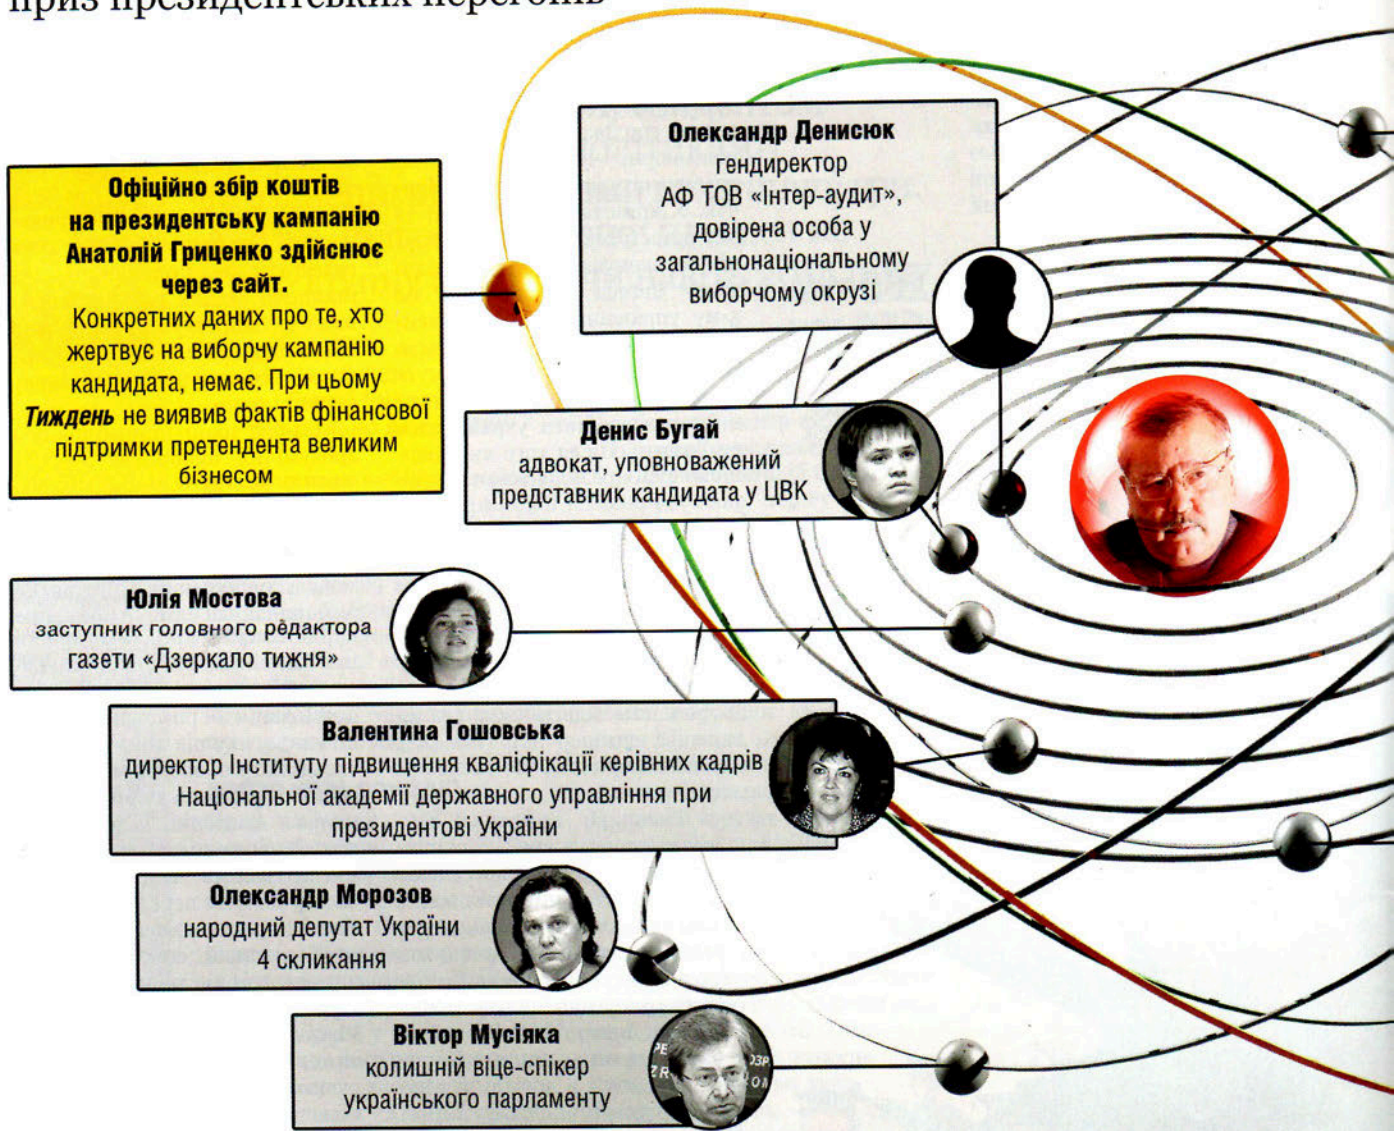 приз президентських перегонів
Олександр Денисюк
гендиректор
АФ ТОВ «Інтер-аудит»,
довірена особа у
загальнонаціональному
виборчому окрузі
Офіційно збір коштів
на президентську кампанію
Анатолій Гриценко здійснює
через сайт.
Конкретних даних про те, хто
жертвує на виборчу кампанію
кандидата, немає. При цьому
Тиждень не виявив фактів фінансової
підтримки претендента великим
бізнесом
Денис Бугай
адвокат, уповноважений
представник кандидата у ЦВК
Юлія Мостова
заступник головного редактора
газети «Дзеркало тижня»
Валентина Гошовська
директор Інституту підвищення кваліфікації керівних кадрів
Національної академії державного управління при
президентові України
Олександр Морозов
народний депутат України
4 скликання
Віктор Мусіяка
колишній віце-спікер
українського парламенту